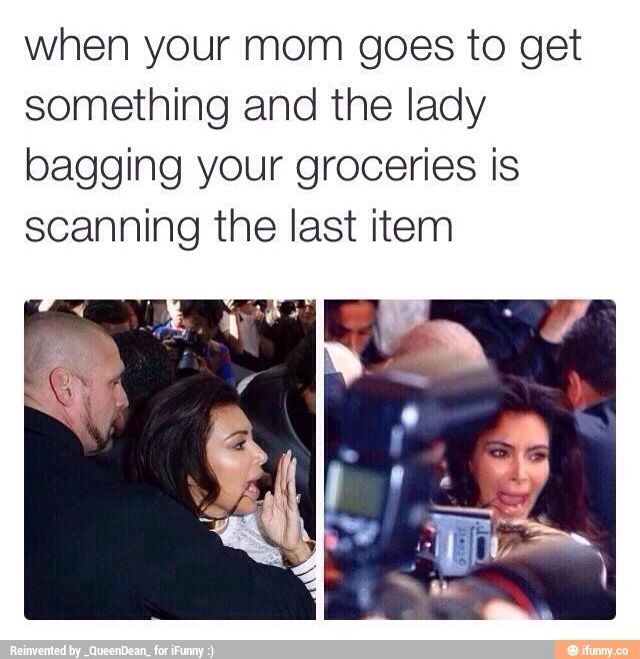 when your mom goes to get
something and the lady
bagging your groceries is
scanning the last item
Reinvented by _QueenDean_ for iFunny :)
ifunny.co